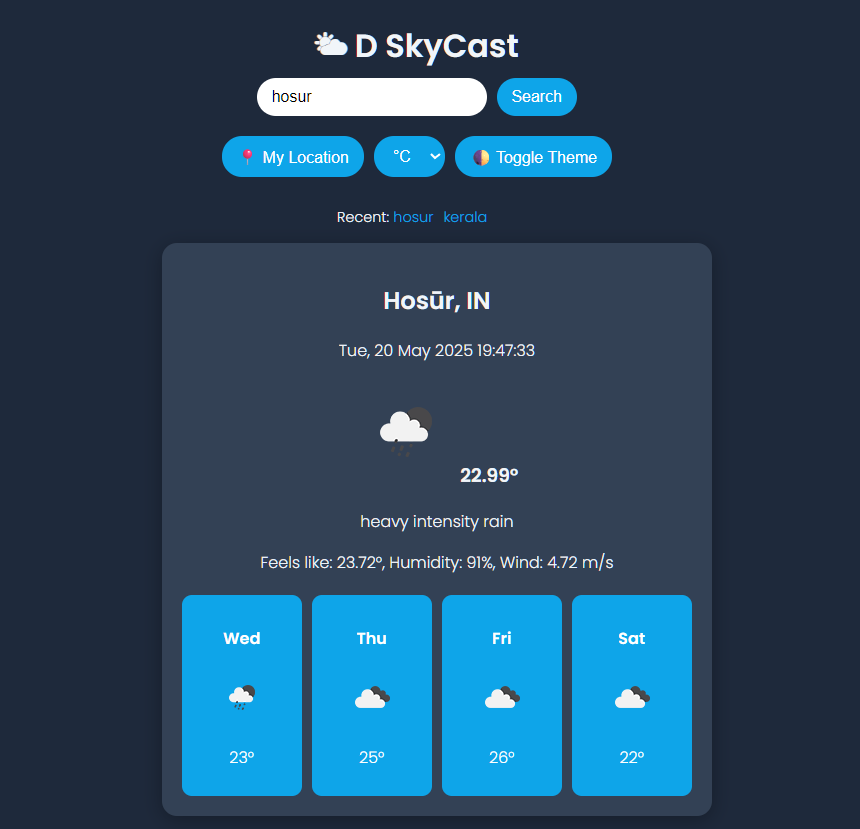 D SkyCast
hosur Search
My Location °C Toggle Theme
Recent: hosur kerala
Hosūr, IN
Tue, 20 May 2025 19:47:33
22.99°
heavy intensity rain
Feels like: 23.72°, Humidity: 91%, Wind: 4.72 m/s
Wed Thu Fri Sat
23° 25° 26° 22°